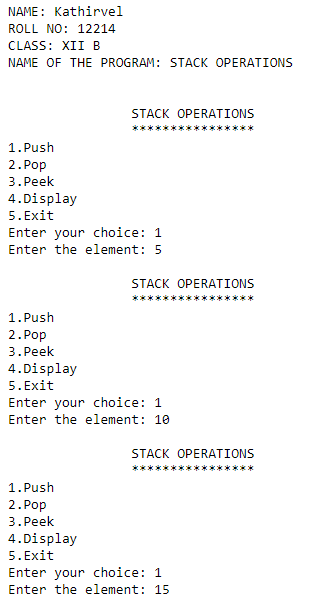 NAME: Kathirvel
ROLL NO: 12214
CLASS: XII B
NAME OF THE PROGRAM: STACK OPERATIONS
STACK OPERATIONS
****************
1.Push
2.Pop
3.Peek
4.Display
5.Exit
Enter your choice: 1
Enter the element: 5
STACK OPERATIONS
****************
1.Push
2.Pop
3.Peek
4.Display
5.Exit
Enter your choice: 1
Enter the element: 10
STACK OPERATIONS
****************
1.Push
2.Pop
3.Peek
4.Display
5.Exit
Enter your choice: 1
Enter the element: 15